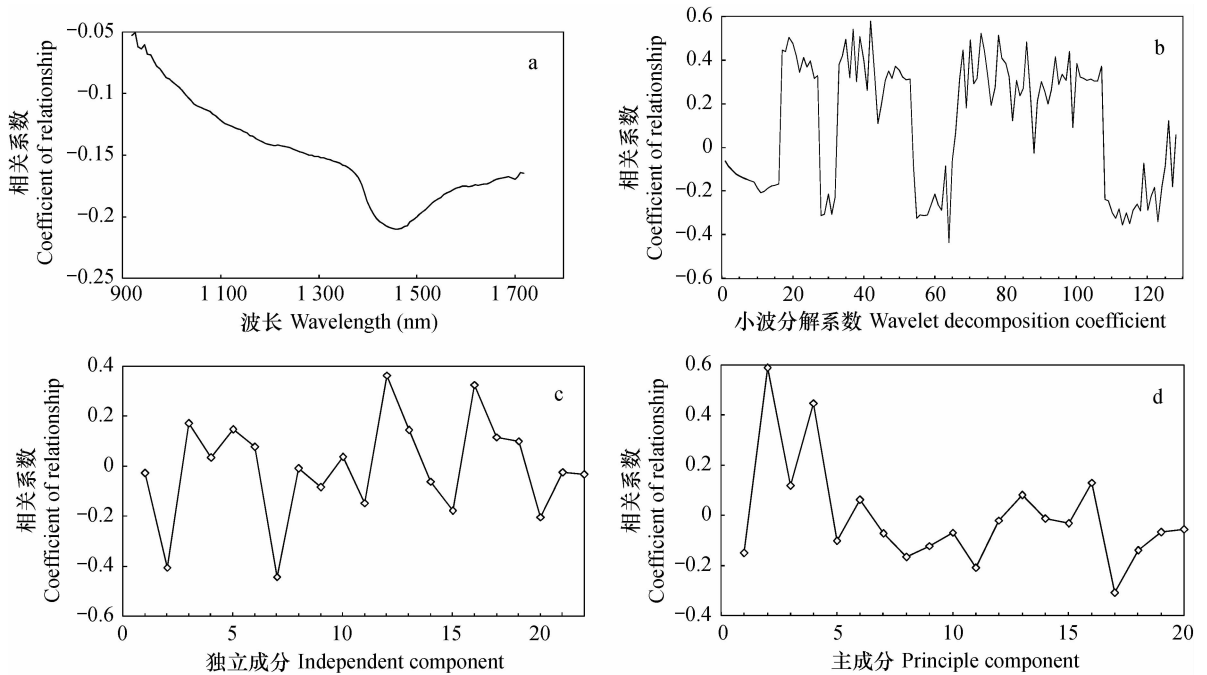 相关系数
Coefficient of relationship
−0.05
−0.1
−0.15
−0.2
−0.25
a
900 1 100 1 300 1 500 1 700
波长 Wavelength (nm)
相关系数
Coefficient of relationship
0.6
0.4
0.2
0
−0.2
−0.4
−0.6
b
0 20 40 60 80 100 120
小波分解系数 Wavelet decomposition coefficient
相关系数
Coefficient of relationship
0.4
0.2
0
−0.2
−0.4
−0.6
c
0 5 10 15 20
独立成分 Independent component
相关系数
Coefficient of relationship
0.6
0.4
0.2
0
−0.2
−0.4
d
0 5 10 15 20
主成分 Principle component